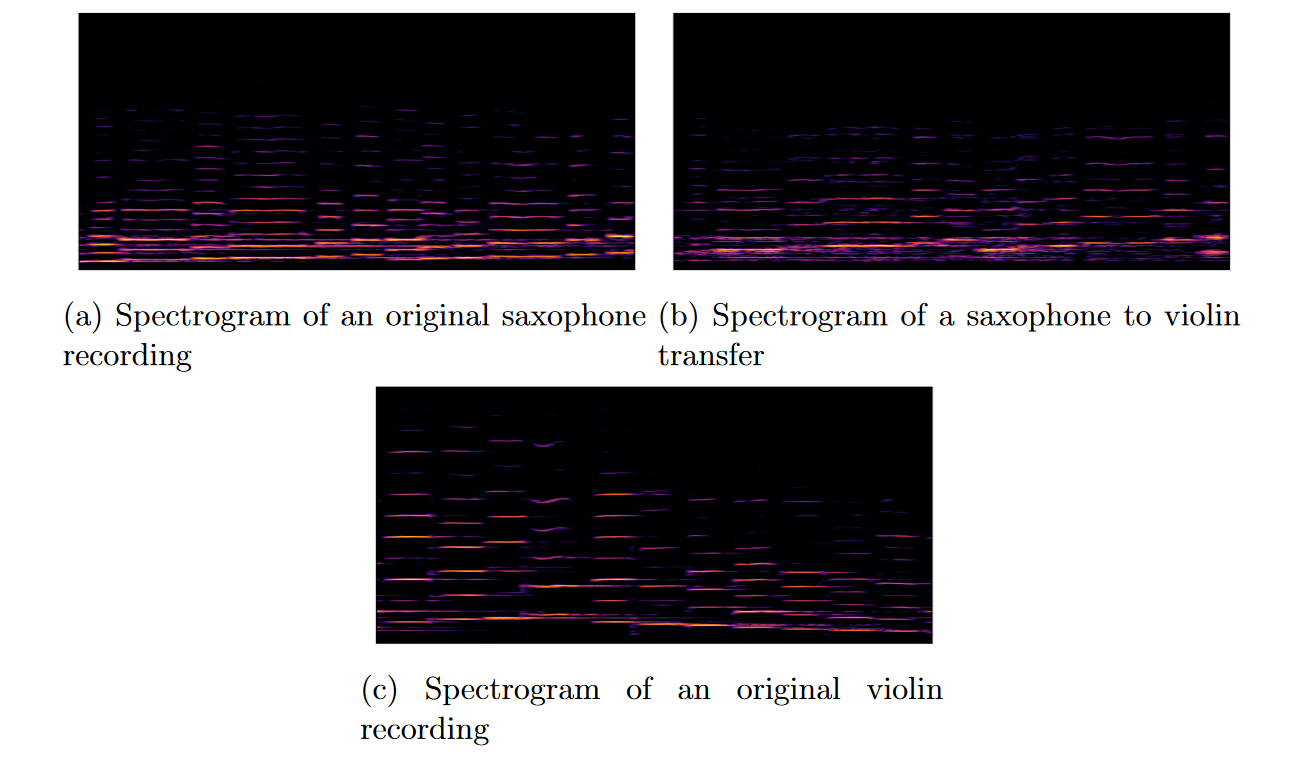 (a) Spectrogram of an original saxophone
recording
(b) Spectrogram of a saxophone to violin
transfer
(c) Spectrogram of an original violin
recording